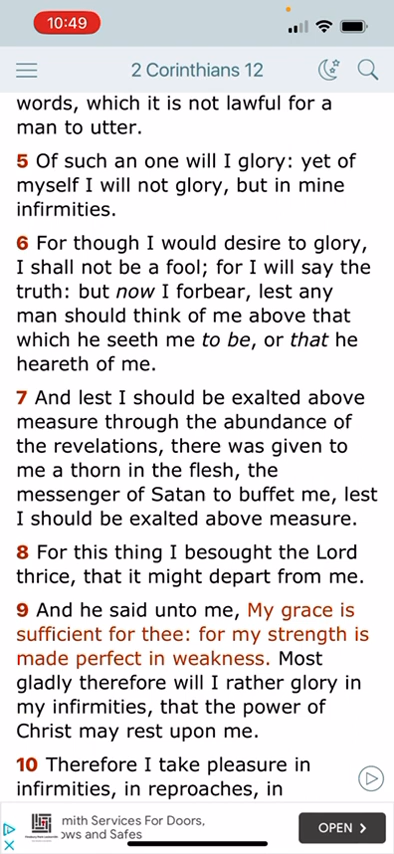 10:49
2 Corinthians 12
words, which it is not lawful for a
man to utter.
5 Of such an one will I glory: yet of
myself I will not glory, but in mine
infirmities.
6 For though I would desire to glory,
I shall not be a fool; for I will say the
truth: but now I forbear, lest any
man should think of me above that
which he seeth me to be, or that he
heareth of me.
7 And lest I should be exalted above
measure through the abundance of
the revelations, there was given to
me a thorn in the flesh, the
messenger of Satan to buffet me, lest
I should be exalted above measure.
8 For this thing I besought the Lord
thrice, that it might depart from me.
9 And he said unto me, My grace is
sufficient for thee: for my strength is
made perfect in weakness. Most
gladly therefore will I rather glory in
my infirmities, that the power of
Christ may rest upon me.
10 Therefore I take pleasure in
infirmities, in reproaches, in
mith Services For Doors,
ows and Safes
OPEN